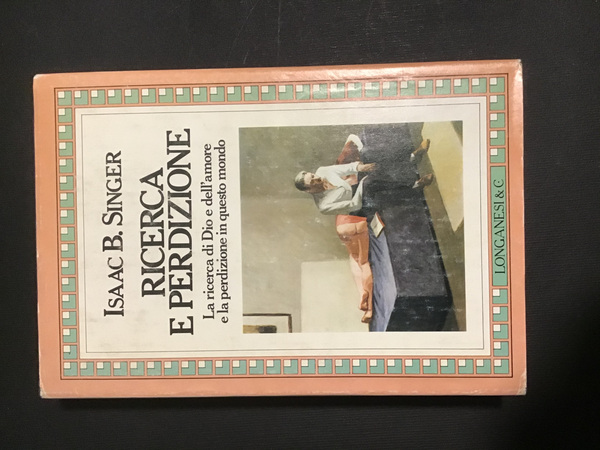 ISAAC B. SINGER
RICERCA
E PERDIZIONE
La ricerca di Dio e dell'amore
e la perdizione in questo mondo
LONGANESI & C